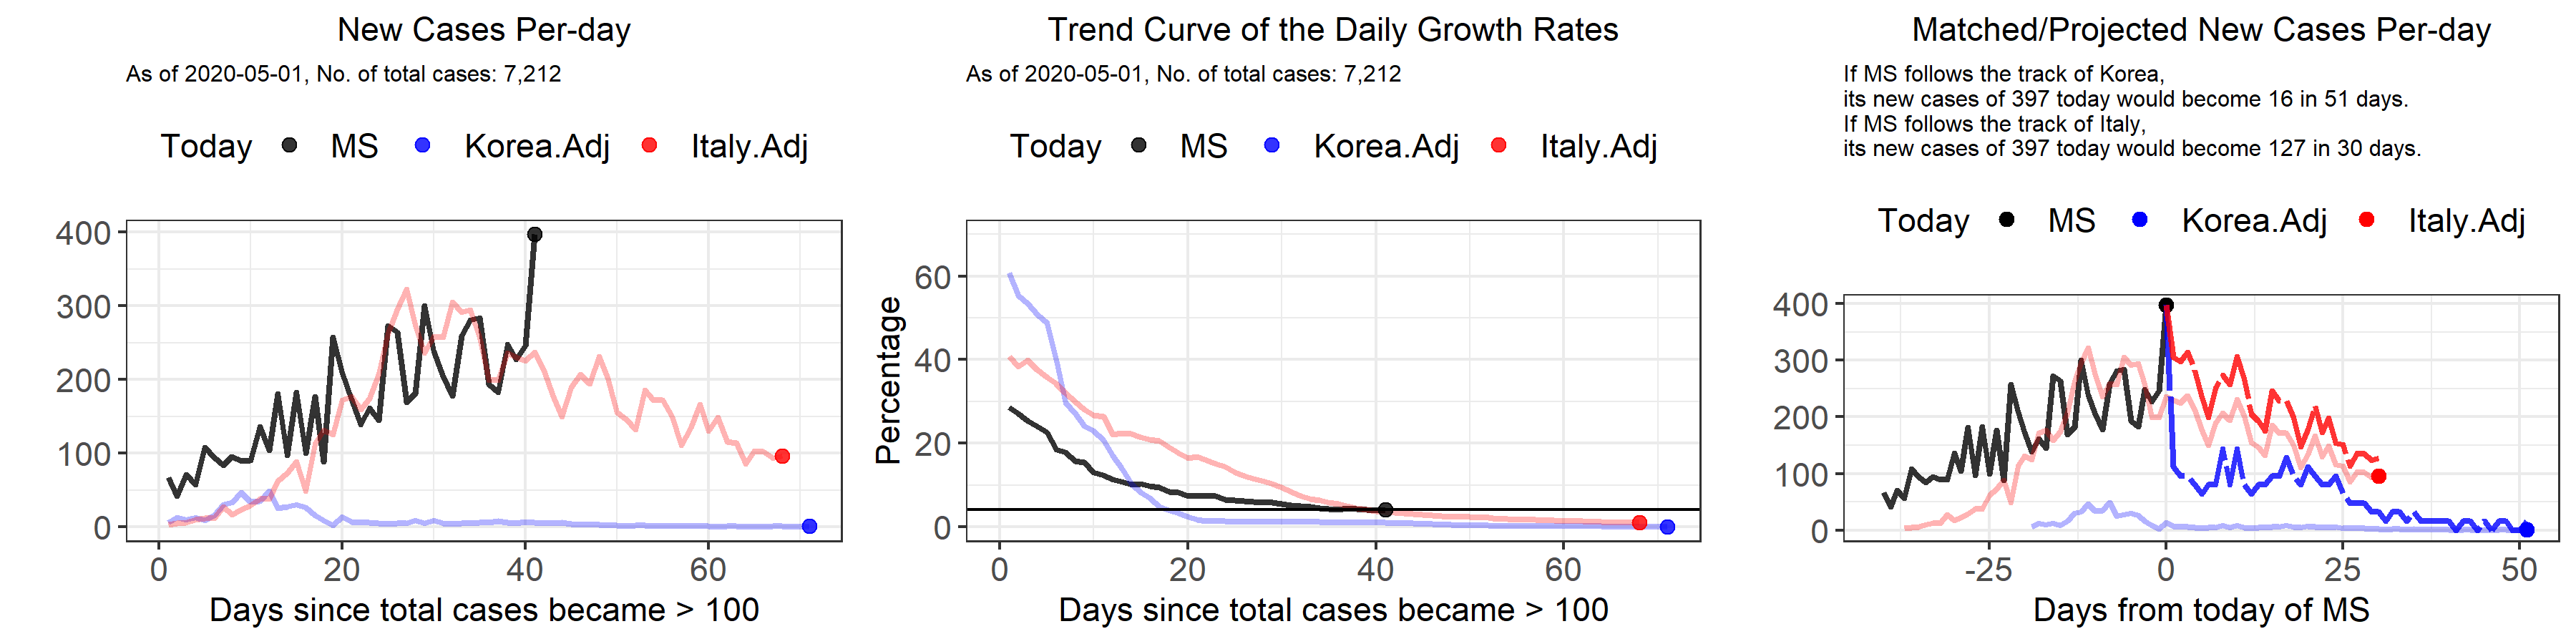 New Cases Per-day
As of 2020-05-01, No. of total cases: 7,212
Today MS Korea.Adj Italy.Adj
400
300
200
100
0
0 20 40 60
Days since total cases became > 100
Trend Curve of the Daily Growth Rates
As of 2020-05-01, No. of total cases: 7,212
Today MS Korea.Adj Italy.Adj
Percentage
60
40
20
0
0 20 40 60
Days since total cases became > 100
Matched/Projected New Cases Per-day
If MS follows the track of Korea,
its new cases of 397 today would become 16 in 51 days.
If MS follows the track of Italy,
its new cases of 397 today would become 127 in 30 days.
Today MS Korea.Adj Italy.Adj
400
300
200
100
0
-25 0 25 50
Days from today of MS